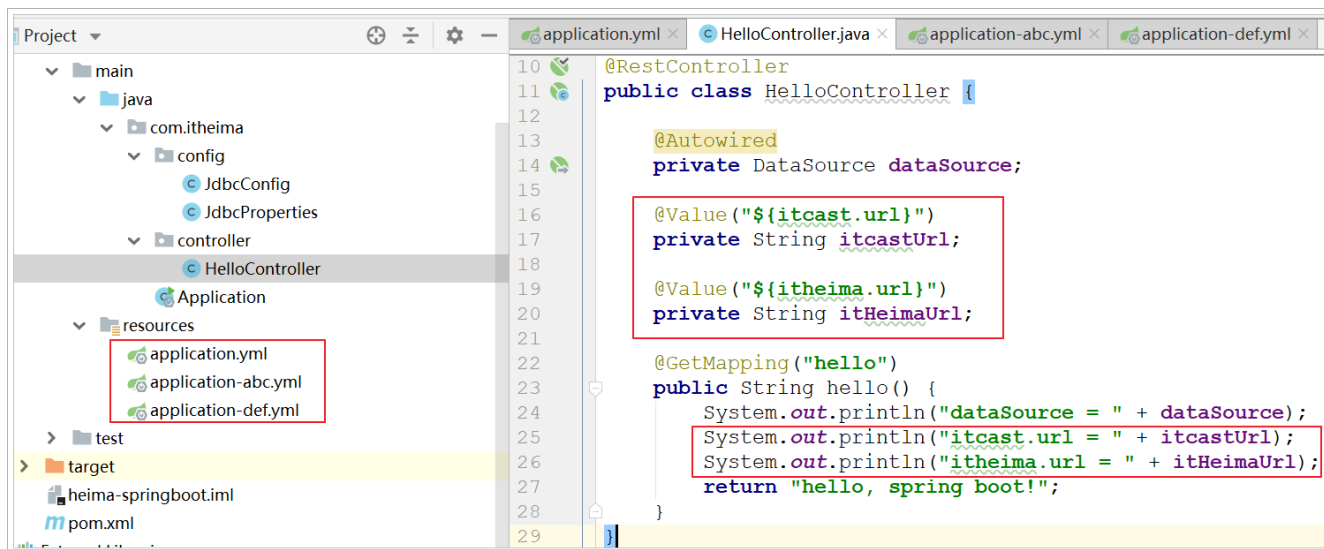 Project
main
java
com.itheima
config
JdbcConfig
JdbcProperties
controller
HelloController
Application
resources
application.yml
application-abc.yml
application-def.yml
test
target
heima-springboot.iml
pom.xml
application.yml HelloController.java application-abc.yml application-def.yml
10 @RestController
11 public class HelloController {
12
13 @Autowired
14 private DataSource dataSource;
15
16 @Value("${itcast.url}")
17 private String itcastUrl;
18
19 @Value("${itheima.url}")
20 private String itHeimaUrl;
21
22 @GetMapping("hello")
23 public String hello() {
24 System.out.println("dataSource = " + dataSource);
25 System.out.println("itcast.url = " + itcastUrl);
26 System.out.println("itheima.url = " + itHeimaUrl);
27 return "hello, spring boot!";
28 }
29 }